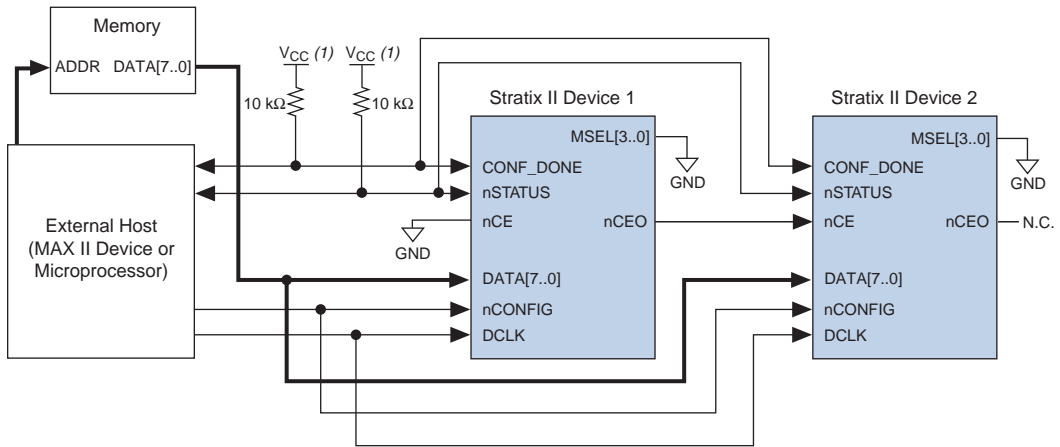 Memory
ADDR DATA[7..0]
VCC (1) VCC (1)
10 kΩ 10 kΩ
Stratix II Device 1
Stratix II Device 2
MSEL[3..0]
GND
CONF_DONE
nSTATUS
nCE
nCEO
GND
DATA[7..0]
nCONFIG
DCLK
MSEL[3..0]
GND
CONF_DONE
nSTATUS
nCE
nCEO
N.C.
DATA[7..0]
nCONFIG
DCLK
External Host
(MAX II Device or
Microprocessor)